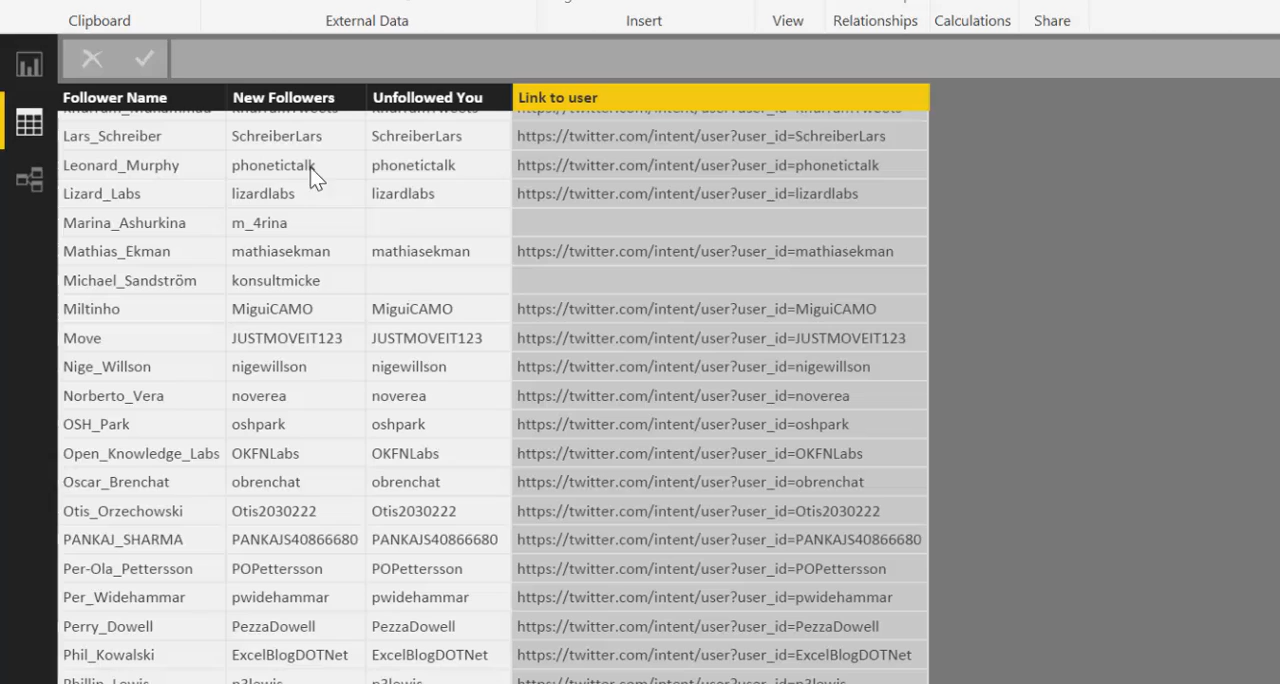 Clipboard External Data Insert View Relationships Calculations Share
Follower Name New Followers Unfollowed You Link to user
Lars_Schreiber SchreiberLars SchreiberLars https://twitter.com/intent/user?user_id=SchreiberLars
Leonard_Murphy phonetictalk phonetictalk https://twitter.com/intent/user?user_id=phonetictalk
Lizard_Labs lizardlabs lizardlabs https://twitter.com/intent/user?user_id=lizardlabs
Marina_Ashurkina m_4rina
Mathias_Ekman mathiasekman mathiasekman https://twitter.com/intent/user?user_id=mathiasekman
Michael_Sandström konsultmicke
Miltinho MiguiCAMO MiguiCAMO https://twitter.com/intent/user?user_id=MiguiCAMO
Move JUSTMOVEIT123 JUSTMOVEIT123 https://twitter.com/intent/user?user_id=JUSTMOVEIT123
Nige_Willson nigewillson nigewillson https://twitter.com/intent/user?user_id=nigewillson
Norberto_Vera noverea noverea https://twitter.com/intent/user?user_id=noverea
OSH_Park oshpark oshpark https://twitter.com/intent/user?user_id=oshpark
Open_Knowledge_Labs OKFNLabs OKFNLabs https://twitter.com/intent/user?user_id=OKFNLabs
Oscar_Brenchat obrenchat obrenchat https://twitter.com/intent/user?user_id=obrenchat
Otis_Orzechowski Otis2030222 Otis2030222 https://twitter.com/intent/user?user_id=Otis2030222
PANKAJ_SHARMA PANKAJS40866680 PANKAJS40866680 https://twitter.com/intent/user?user_id=PANKAJS40866680
Per-Ola_Pettersson POPettersson POPettersson https://twitter.com/intent/user?user_id=POPettersson
Per_Widehammar pwidehammar pwidehammar https://twitter.com/intent/user?user_id=pwidehammar
Perry_Dowell PezzaDowell PezzaDowell https://twitter.com/intent/user?user_id=PezzaDowell
Phil_Kowalski ExcelBlogDOTNet ExcelBlogDOTNet https://twitter.com/intent/user?user_id=ExcelBlogDOTNet